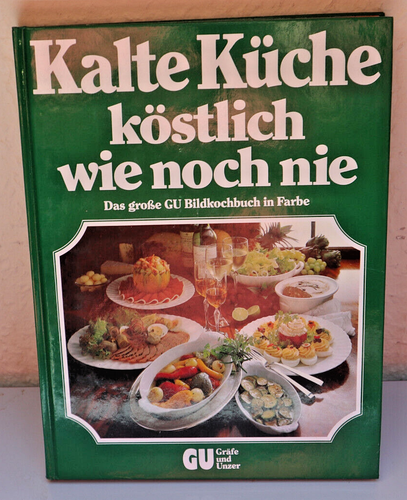 Kalte Küche
köstlich
wie noch nie
Das große GU Bildkochbuch in Farbe
GU Gräfe
und
Unzer